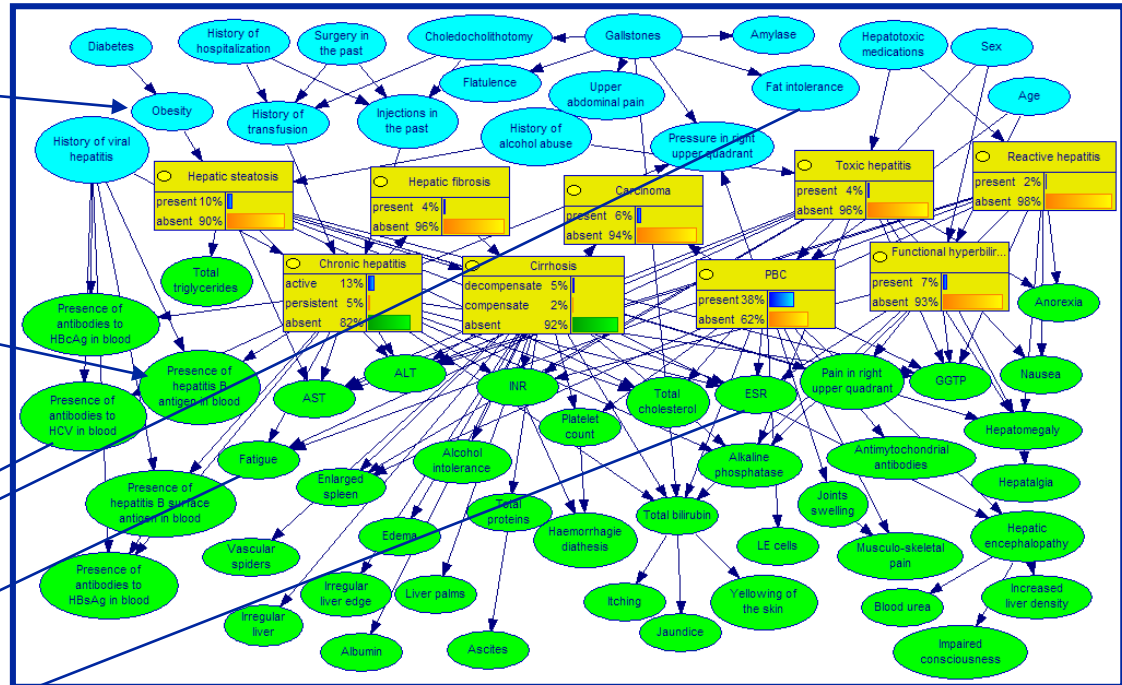 Diabetes
History of
hospitalization
Surgery in
the past
Choledocholithotomy
Gallstones
Amylase
Hepatotoxic
medications
Sex
Flatulence
Upper
abdominal pain
Fat intolerance
Age
Obesity
History of
transfusion
Injections in
the past
History of
alcohol abuse
Pressure in right
upper quadrant
History of viral
hepatitis
Hepatic steatosis
present 10%
absent 90%
Hepatic fibrosis
present 4%
absent 96%
Carcinoma
present 6%
absent 94%
Toxic hepatitis
present 4%
absent 96%
Reactive hepatitis
present 2%
absent 98%
Total
triglycerides
Chronic hepatitis
active 13%
persistent 5%
absent 82%
Cirrhosis
decompensate 5%
compensate 2%
absent 92%
PBC
present 38%
absent 62%
Functional hyperbilir...
present 7%
absent 93%
Anorexia
Presence of
antibodies to
HBcAg in blood
Presence of
hepatitis B
antigen in blood
ALT
AST
INR
Total
cholesterol
ESR
Pain in right
upper quadrant
GGTP
Nausea
Presence of
antibodies to
HCV in blood
Platelet
count
Hepatomegaly
Fatigue
Enlarged
spleen
Alcohol
intolerance
Alkaline
phosphatase
Antimytochondrial
antibodies
Hepatalgia
Presence of
hepatitis B surface
antigen in blood
Total
proteins
Haemorrhagie
diathesis
Total bilirubin
Joints
swelling
Hepatic
encephalopathy
Vascular
spiders
Edema
LE cells
Musculo-skeletal
pain
Presence of
antibodies to
HBsAg in blood
Irregular
liver edge
Liver palms
Itching
Yellowing of
the skin
Blood urea
Increased
liver density
Irregular
liver
Albumin
Ascites
Jaundice
Impaired
consciousness